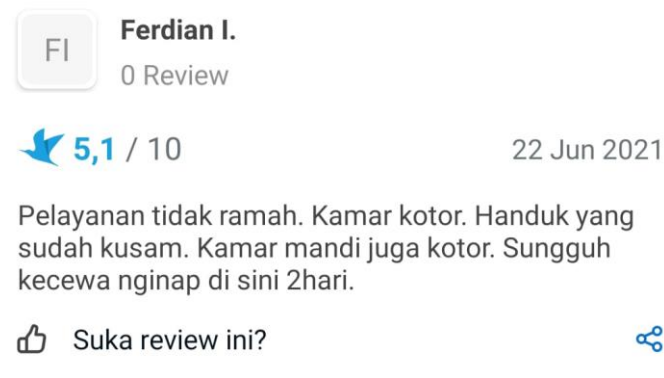 FI
Ferdian I.
0 Review
5,1 / 10
22 Jun 2021
Pelayanan tidak ramah. Kamar kotor. Handuk yang
sudah kusam. Kamar mandi juga kotor. Sungguh
kecewa nginap di sini 2hari.
Suka review ini?